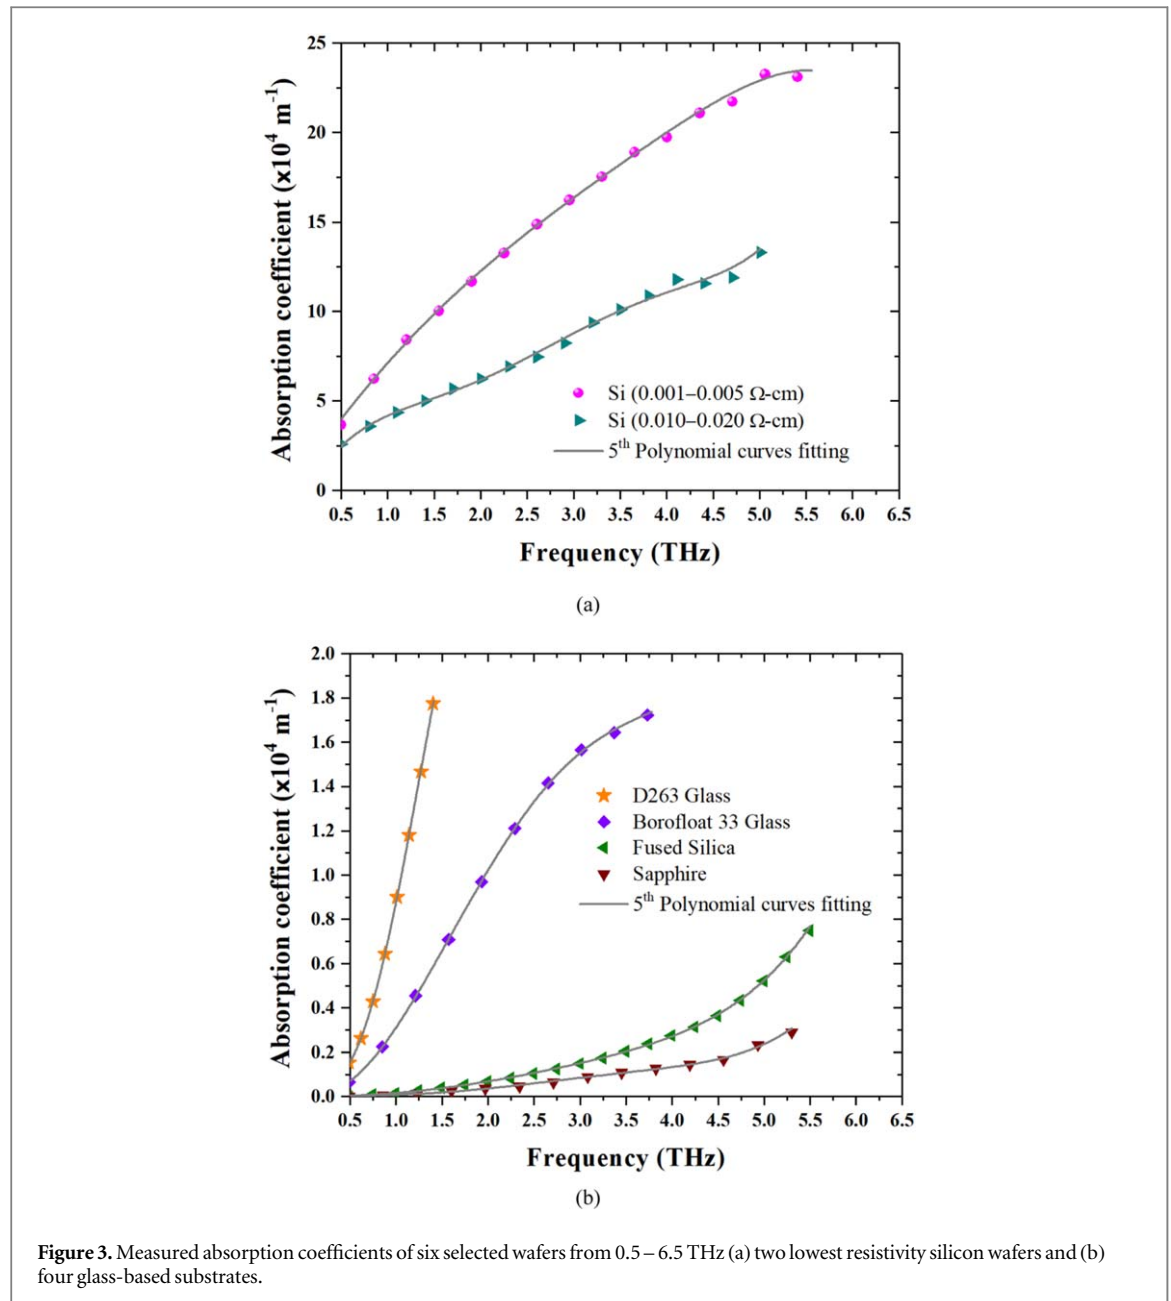 25
20
15
10
5
0
Absorption coefficient (x10⁴ m⁻¹)
Si (0.001–0.005 Ω-cm)
Si (0.010–0.020 Ω-cm)
5ᵗʰ Polynomial curves fitting
0.5 1.0 1.5 2.0 2.5 3.0 3.5 4.0 4.5 5.0 5.5 6.0 6.5
Frequency (THz)
(a)
2.0
1.8
1.6
1.4
1.2
1.0
0.8
0.6
0.4
0.2
0.0
Absorption coefficient (x10⁴ m⁻¹)
D263 Glass
Borofloat 33 Glass
Fused Silica
Sapphire
5ᵗʰ Polynomial curves fitting
0.5 1.0 1.5 2.0 2.5 3.0 3.5 4.0 4.5 5.0 5.5 6.0 6.5
Frequency (THz)
(b)
Figure 3. Measured absorption coefficients of six selected wafers from 0.5 – 6.5 THz (a) two lowest resistivity silicon wafers and (b)
four glass-based substrates.